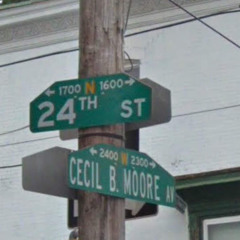 1700 N 1600
24TH ST
2400 W 2300
CECIL B. MOORE AV